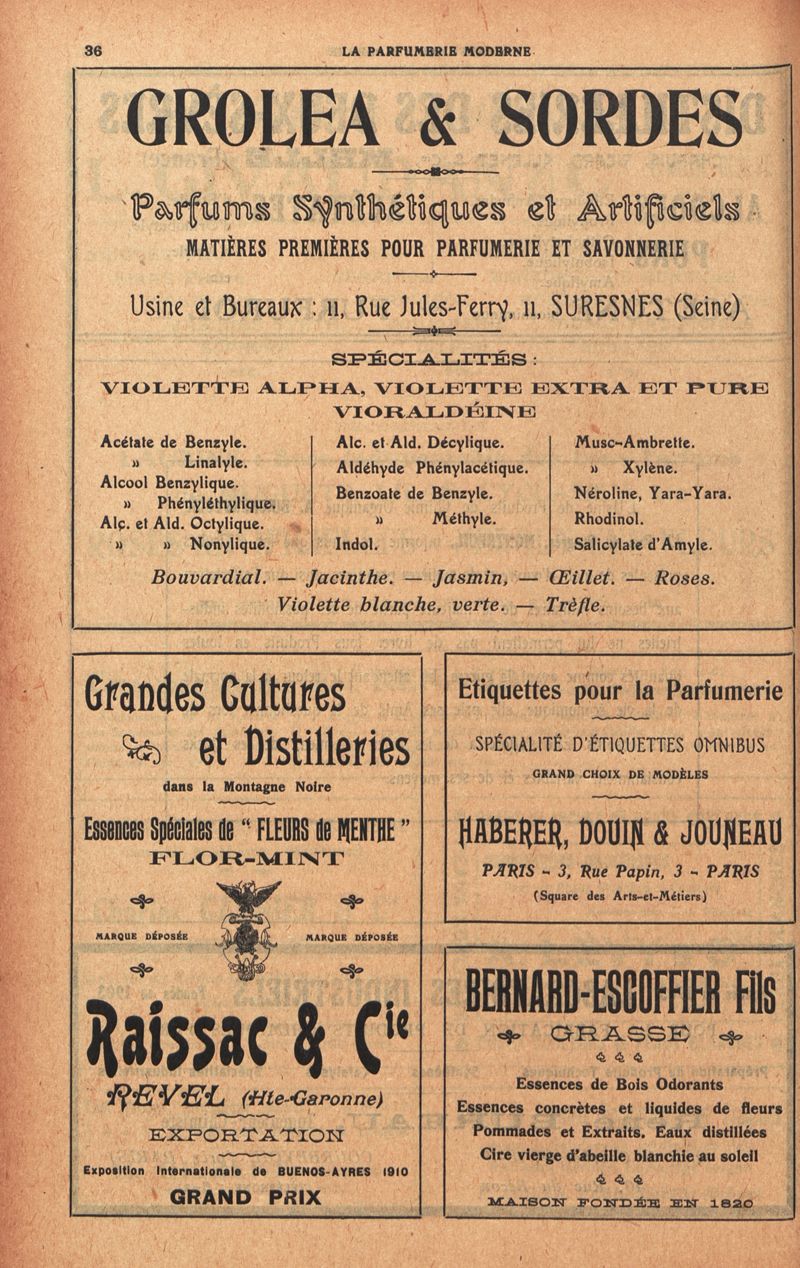 36
LA PARFUMERIE MODERNE
GROLEA & SORDES
Parfums Synthétiques et Artificiels
MATIÈRES PREMIÈRES POUR PARFUMERIE ET SAVONNERIE
Usine et Bureaux : 11, Rue Jules-Ferry, 11, SURESNES (Seine)
SPÉCIALITÉS :
VIOLETTE ALPHA, VIOLETTE EXTRA ET PURE
VIORALDÉINE
Acétate de Benzyle.
» Linalyle.
Alcool Benzylique.
» Phényléthylique.
Alc. et Ald. Octylique.
» » Nonylique.
Alc. et Ald. Décylique.
Aldéhyde Phénylacétique.
Benzoate de Benzyle.
» Méthyle.
Indol.
Musc-Ambrette.
» Xylène.
Néroline, Yara-Yara.
Rhodinol.
Salicylate d'Amyle.
Bouvardial. — Jacinthe. — Jasmin, — Œillet. — Roses.
Violette blanche, verte. — Trèfle.
Grandes Cultures
et Distilleries
dans la Montagne Noire
Essences Spéciales de " FLEURS de MENTHE "
FLOR-MINT
MARQUE DÉPOSÉE
MARQUE DÉPOSÉE
Raissac & Cie
REVEL (Hte-Garonne)
EXPORTATION
Exposition Internationale de BUENOS-AYRES 1910
GRAND PRIX
Etiquettes pour la Parfumerie
SPÉCIALITÉ D'ÉTIQUETTES OMNIBUS
GRAND CHOIX DE MODÈLES
HABERER, DOUIN & JOUNEAU
PARIS - 3, Rue Papin, 3 - PARIS
(Square des Arts-et-Métiers)
BERNARD-ESCOFFIER Fils
GRASSE
Essences de Bois Odorants
Essences concrètes et liquides de fleurs
Pommades et Extraits. Eaux distillées
Cire vierge d'abeille blanchie au soleil
MAISON FONDÉE EN 1820